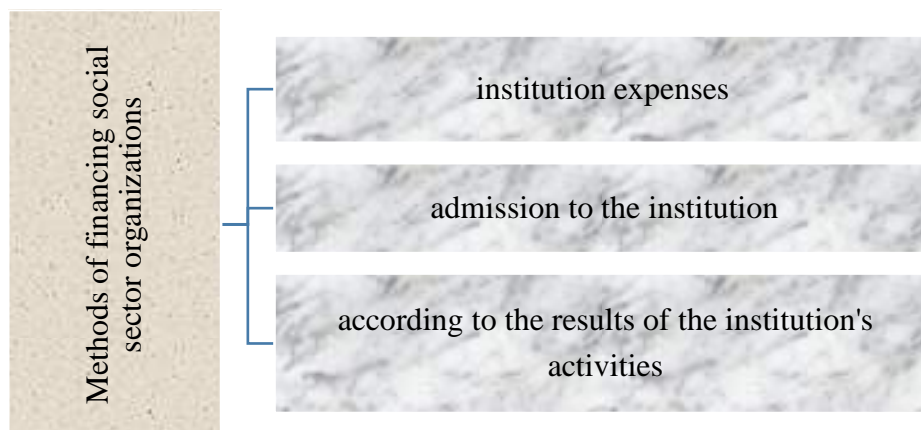 Methods of financing social
sector organizations
institution expenses
admission to the institution
according to the results of the institution's
activities